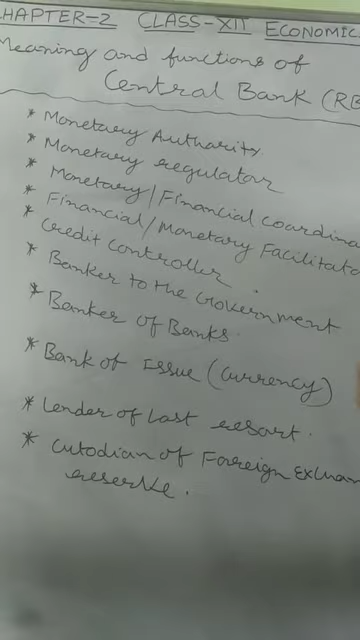 CHAPTER-2 CLASS-XII ECONOMIC
Meaning and functions of
Central Bank (RB
* Monetary Authority.
* Monetary regulator
* Monetary/Financial coordina
* Financial/Monetary Facilitato
* Credit Controller.
* Banker to the Government
* Banker of Banks.
* Bank of Issue (Currency)
* Lender of Last resort.
* Cutodian of Foreign Exchan
reserve.